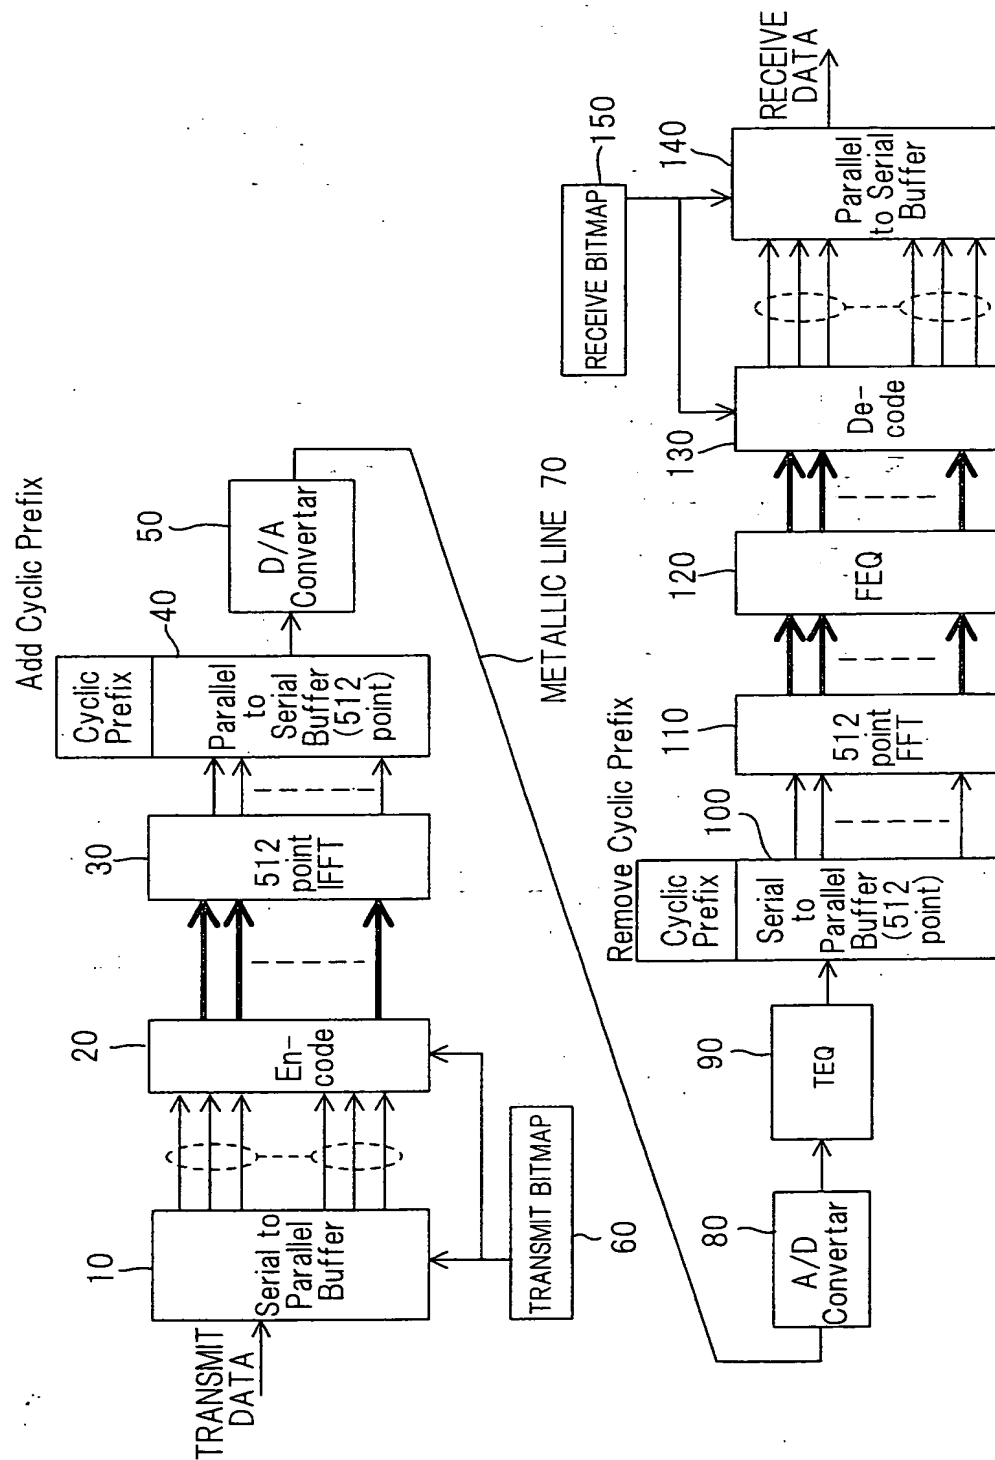 TRANSMIT
DATA
10
Serial to
Parallel
Buffer
20
En-
code
30
512
point
IFFT
Add Cyclic Prefix
Cyclic
Prefix
40
Parallel
to
Serial
Buffer
(512
point)
50
D/A
Convertar
TRANSMIT BITMAP
60
METALLIC LINE 70
80
A/D
Convertar
90
TEQ
Remove Cyclic Prefix
Cyclic
Prefix
100
Serial
to
Parallel
Buffer
(512
point)
110
512
point
FFT
120
FEQ
130
De-
code
RECEIVE BITMAP
150
140
Parallel
to Serial
Buffer
RECEIVE
DATA